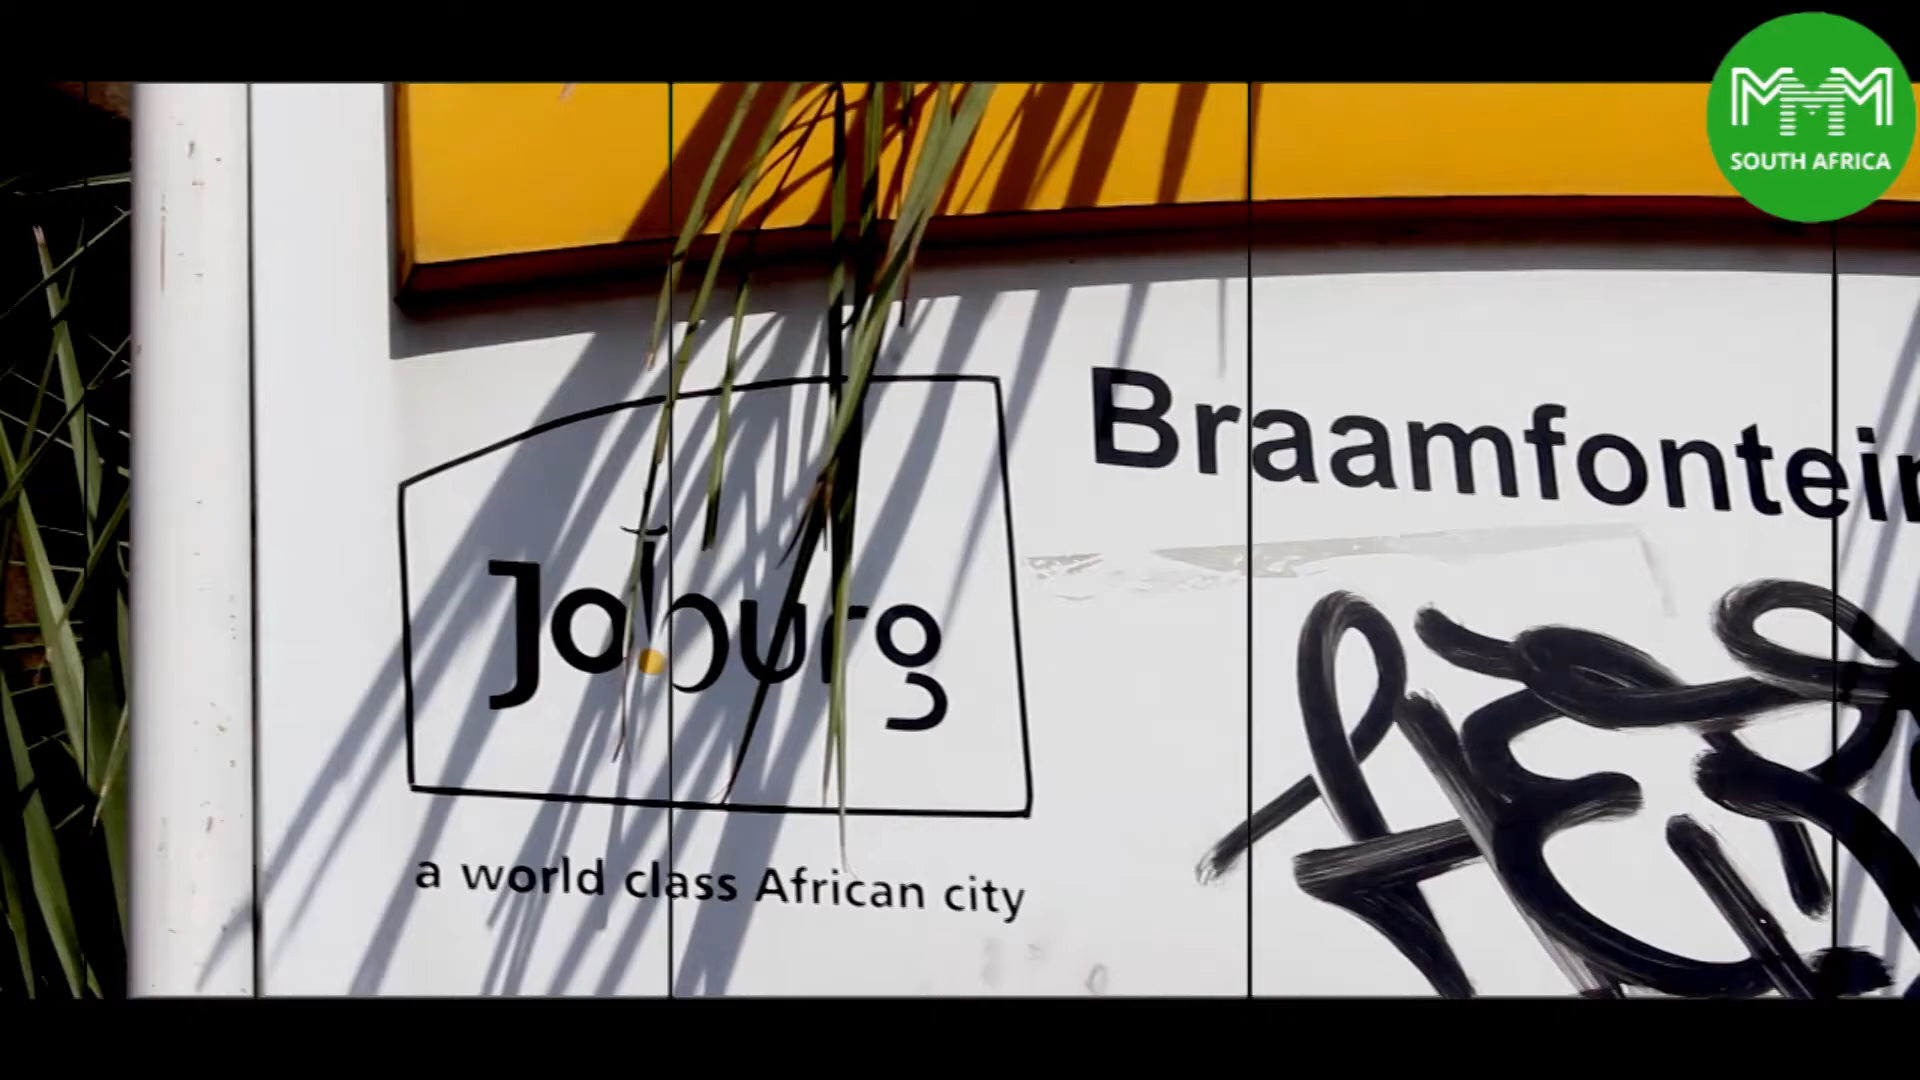 MMM
SOUTH AFRICA
Braamfontein
Joburg
a world class African city